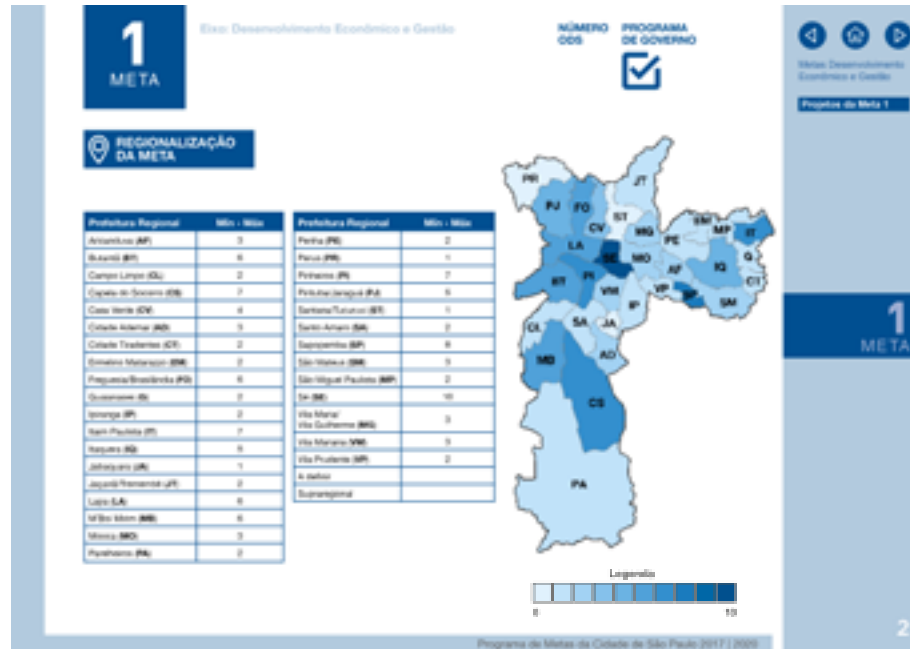 1
META
Eixo: Desenvolvimento Econômico e Gestão
NÚMERO ODS
PROGRAMA DE GOVERNO
Metas Desenvolvimento
Econômico e Gestão
Projetos da Meta 1
REGIONALIZAÇÃO
DA META
Prefeitura Regional Mín - Máx
Aricanduva (AF) 3
Butantã (BT) 6
Campo Limpo (CL) 2
Capela do Socorro (CS) 7
Casa Verde (CV) 4
Cidade Ademar (AD) 3
Cidade Tiradentes (CT) 2
Ermelino Matarazzo (EM) 2
Freguesia/Brasilândia (FO) 6
Guaianases (G) 2
Ipiranga (IP) 2
Itaim Paulista (IT) 7
Itaquera (IQ) 5
Jabaquara (JA) 1
Jaçanã/Tremembé (JT) 2
Lapa (LA) 6
M'Boi Mirim (MB) 6
Mooca (MO) 3
Parelheiros (PA) 2
Prefeitura Regional Mín - Máx
Penha (PE) 2
Perus (PR) 1
Pinheiros (PI) 7
Pirituba/Jaraguá (PJ) 5
Santana/Tucuruvi (ST) 1
Santo Amaro (SA) 2
Sapopemba (SP) 8
São Mateus (SM) 3
São Miguel Paulista (MP) 2
Sé (SE) 10
Vila Maria/
Vila Guilherme (MG) 3
Vila Mariana (VM) 3
Vila Prudente (VP) 2
A definir
Suprarregional
PR
JT
PJ
FO
ST
CV
MG
EM
MP
IT
PE
LA
SE
MO
AF
IQ
G
CT
BT
PI
VM
VP
SP
SM
IP
CL
SA
JA
AD
MB
CS
PA
Legenda
0
10
1
META
Programa de Metas da Cidade de São Paulo 2017 | 2020
2